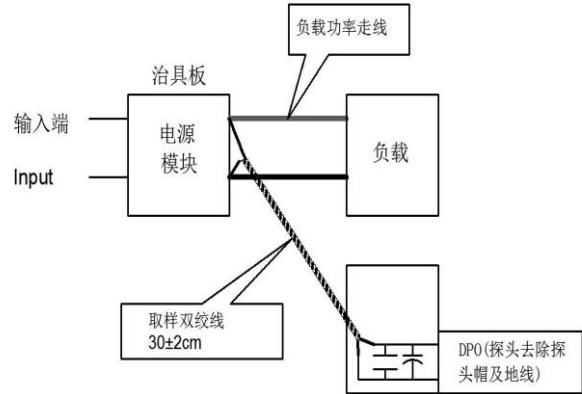 负载功率走线
治具板
输入端
Input
电源
模块
负载
取样双绞线
30±2cm
DPO(探头去除探
头帽及地线)